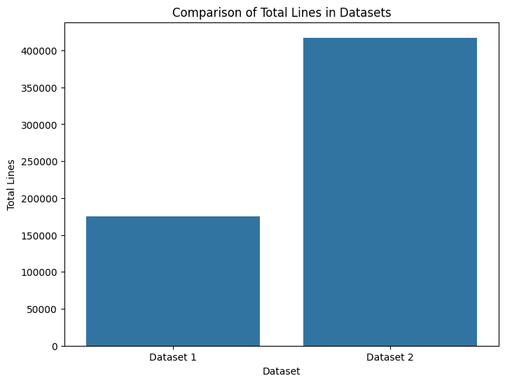 Comparison of Total Lines in Datasets
Total Lines
400000
350000
300000
250000
200000
150000
100000
50000
0
Dataset 1
Dataset 2
Dataset